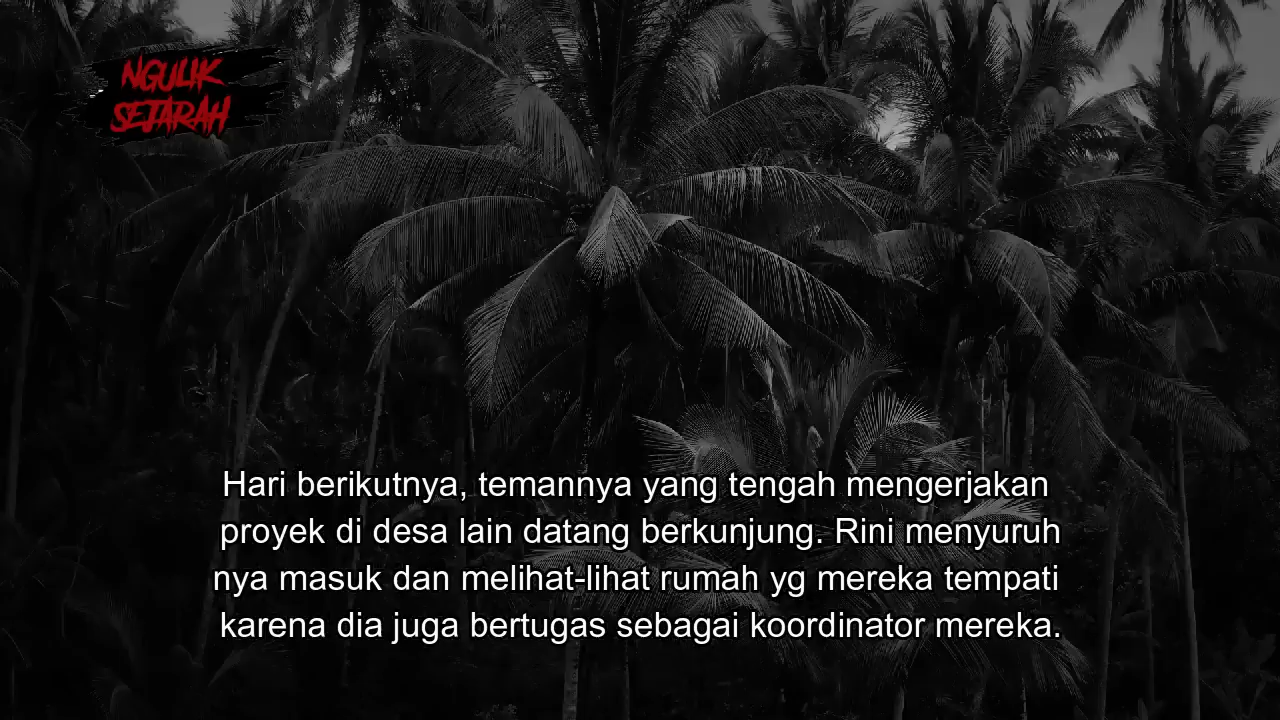 NGULIK
SEJARAH
Hari berikutnya, temannya yang tengah mengerjakan
proyek di desa lain datang berkunjung. Rini menyuruh
nya masuk dan melihat-lihat rumah yg mereka tempati
karena dia juga bertugas sebagai koordinator mereka.